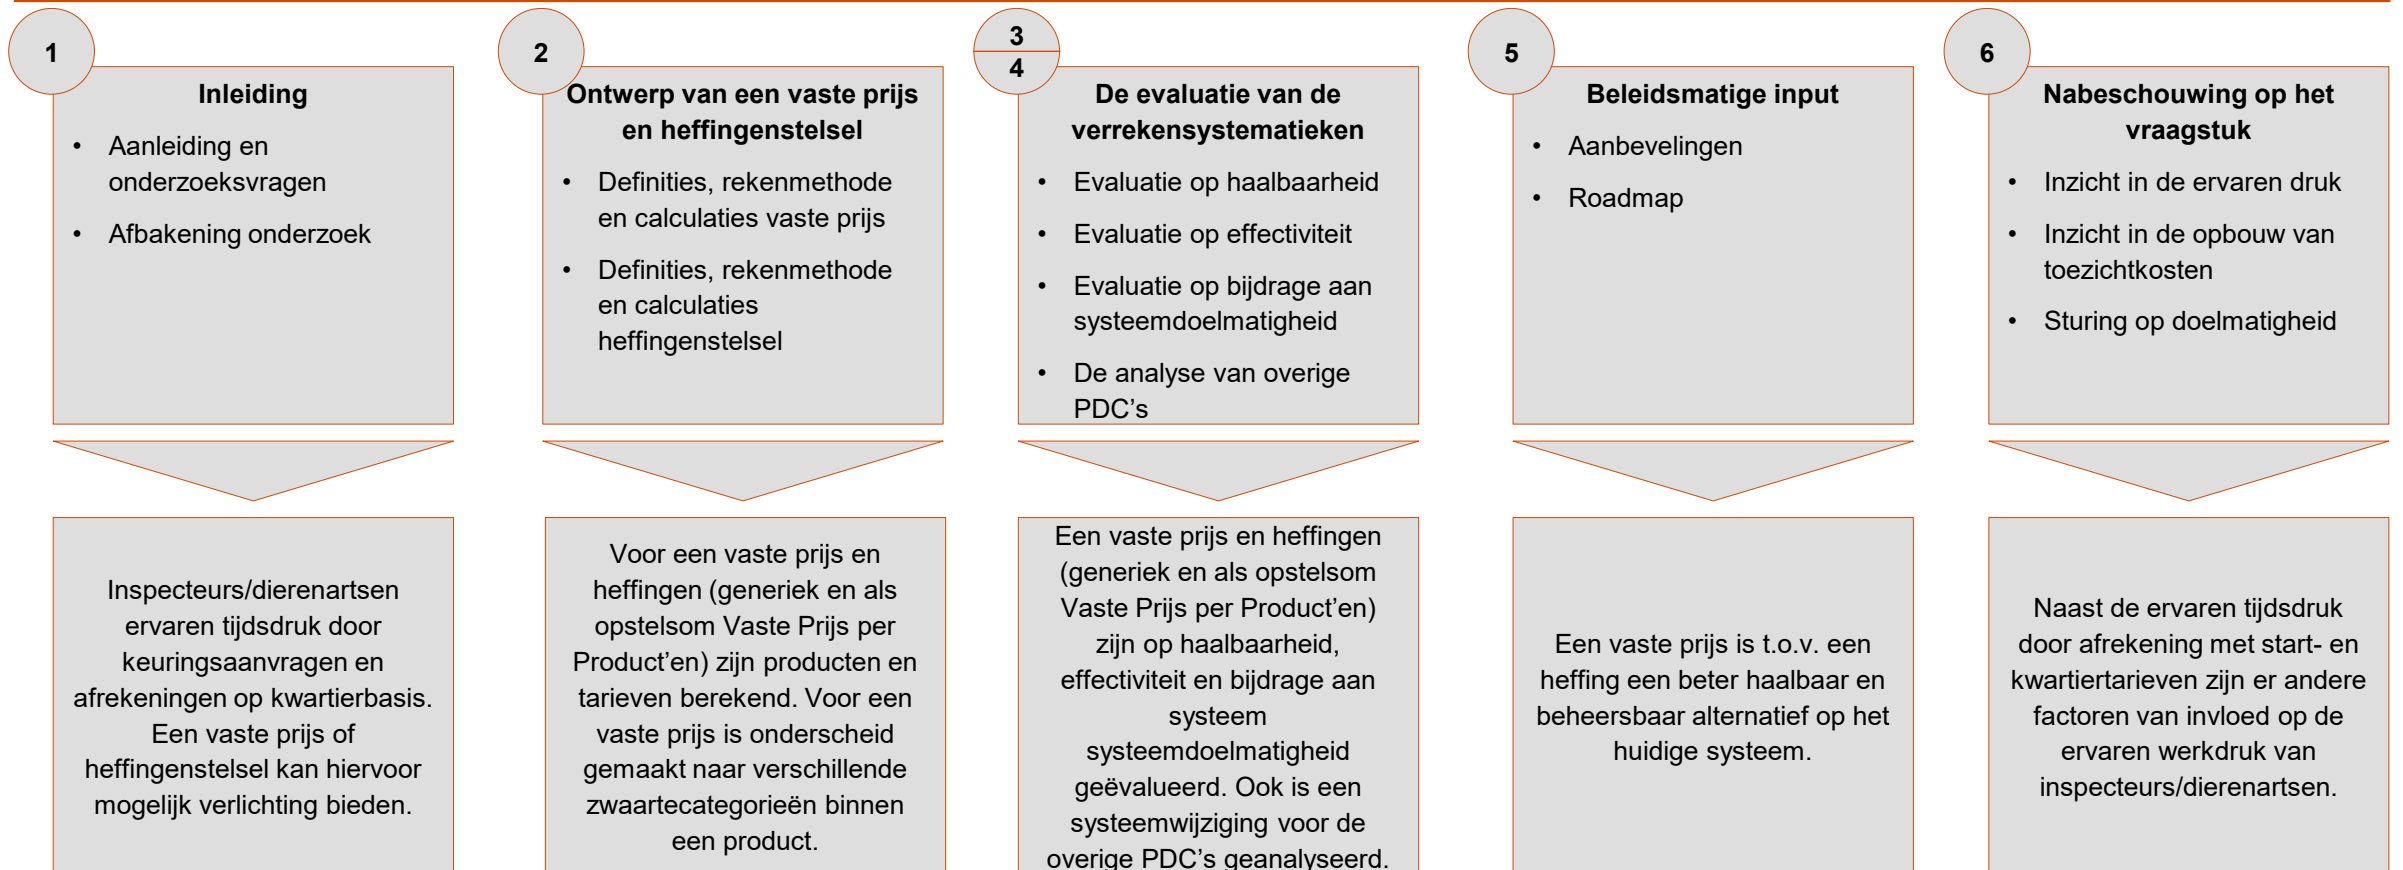 1
Inleiding
• Aanleiding en
onderzoeksvragen
• Afbakening onderzoek
Inspecteurs/dierenartsen
ervaren tijdsdruk door
keuringsaanvragen en
afrekeningen op kwartierbasis.
Een vaste prijs of
heffingenstelsel kan hiervoor
mogelijk verlichting bieden.
2
Ontwerp van een vaste prijs
en heffingenstelsel
• Definities, rekenmethode
en calculaties vaste prijs
• Definities, rekenmethode
en calculaties
heffingenstelsel
Voor een vaste prijs en
heffingen (generiek en als
opstelsom Vaste Prijs per
Product’en) zijn producten en
tarieven berekend. Voor een
vaste prijs is onderscheid
gemaakt naar verschillende
zwaartecategorieën binnen
een product.
3
4
De evaluatie van de
verrekensystematieken
• Evaluatie op haalbaarheid
• Evaluatie op effectiviteit
• Evaluatie op bijdrage aan
systeemdoelmatigheid
• De analyse van overige
PDC’s
Een vaste prijs en heffingen
(generiek en als opstelsom
Vaste Prijs per Product’en)
zijn op haalbaarheid,
effectiviteit en bijdrage aan
systeem
systeemdoelmatigheid
geëvalueerd. Ook is een
systeemwijziging voor de
overige PDC’s geanalyseerd.
5
Beleidsmatige input
• Aanbevelingen
• Roadmap
Een vaste prijs is t.o.v. een
heffing een beter haalbaar en
beheersbaar alternatief op het
huidige systeem.
6
Nabeschouwing op het
vraagstuk
• Inzicht in de ervaren druk
• Inzicht in de opbouw van
toezichtkosten
• Sturing op doelmatigheid
Naast de ervaren tijdsdruk
door afrekening met start- en
kwartiertarieven zijn er andere
factoren van invloed op de
ervaren werkdruk van
inspecteurs/dierenartsen.